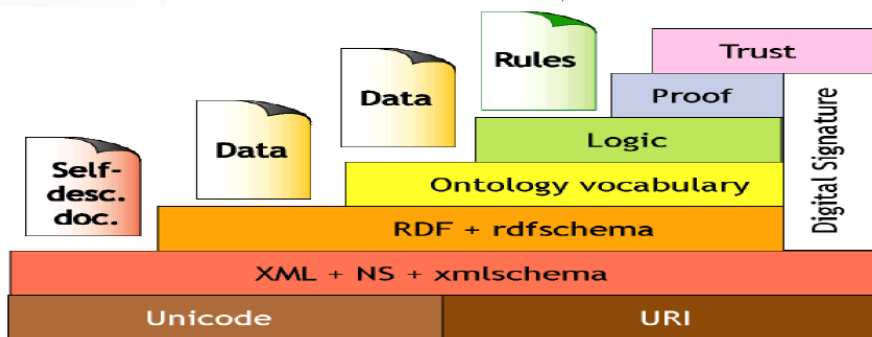 Rules
Trust
Data
Proof
Data
Logic
Self-
desc.
doc.
Ontology vocabulary
Digital Signature
RDF + rdfschema
XML + NS + xmlschema
Unicode
URI